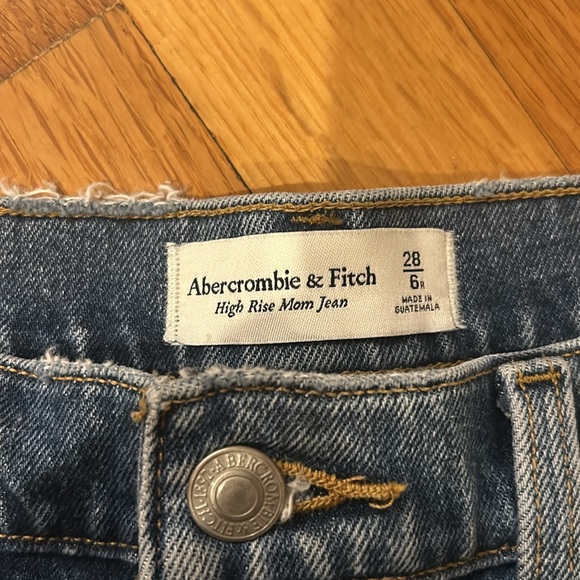 Abercrombie & Fitch
High Rise Mom Jean
28
6R
MADE IN
GUATEMALA